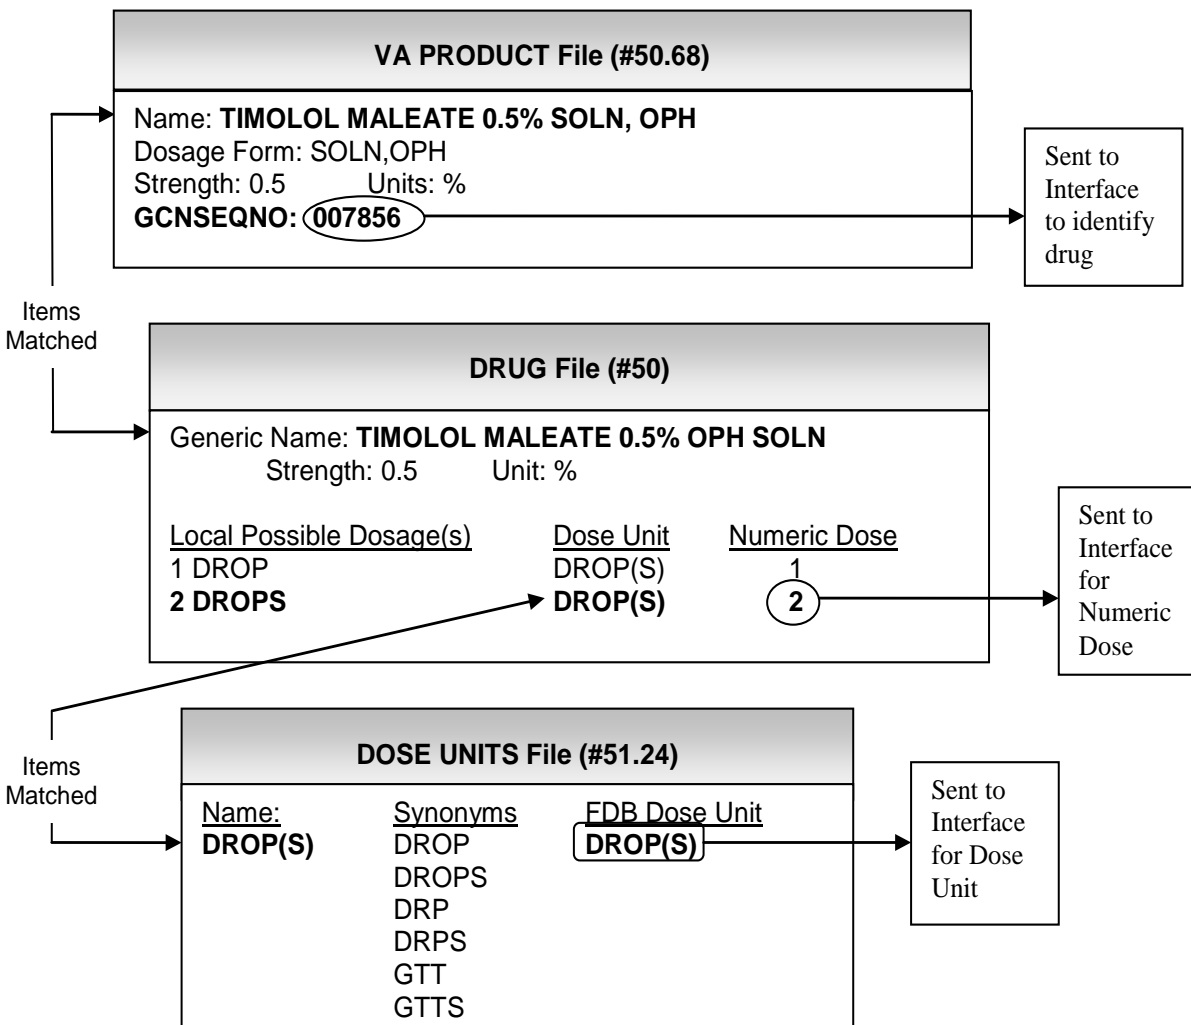 VA PRODUCT File (#50.68)
Name: TIMOLOL MALEATE 0.5% SOLN, OPH
Dosage Form: SOLN,OPH
Strength: 0.5 Units: %
GCNSEQNO: 007856
Sent to
Interface
to identify
drug
Items
Matched
DRUG File (#50)
Generic Name: TIMOLOL MALEATE 0.5% OPH SOLN
Strength: 0.5 Unit: %
Local Possible Dosage(s) Dose Unit Numeric Dose
1 DROP DROP(S) 1
2 DROPS DROP(S) 2
Sent to
Interface
for
Numeric
Dose
Items
Matched
DOSE UNITS File (#51.24)
Name: Synonyms FDB Dose Unit
DROP(S) DROP DROP(S)
DROPS
DRP
DRPS
GTT
GTTS
Sent to
Interface
for Dose
Unit